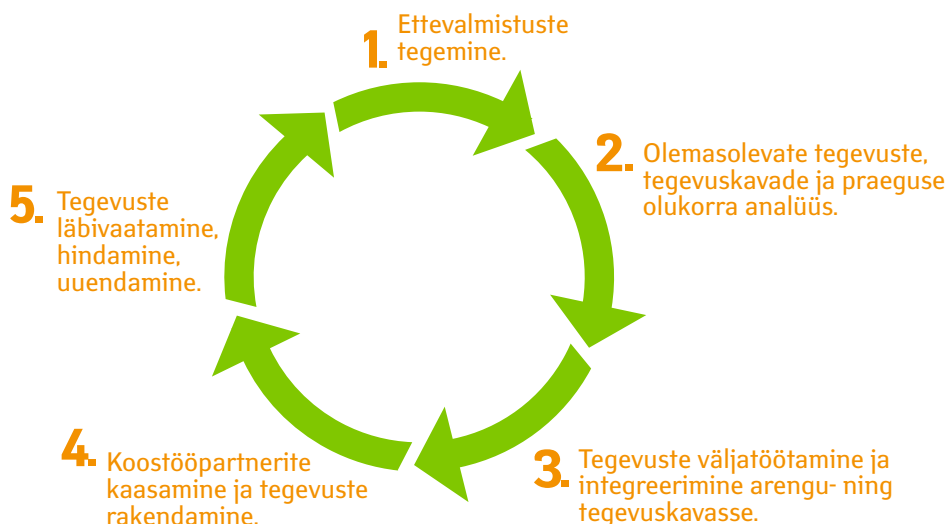 1. Ettevalmistuste
tegemine.
2. Olemasolevate tegevuste,
tegevuskavade ja praeguse
olukorra analüüs.
3. Tegevuste väljatöötamine ja
integreerimine arengu- ning
tegevuskavasse.
4. Koostööpartnerite
kaasamine ja tegevuste
rakendamine.
5. Tegevuste
läbivaatamine,
hindamine,
uuendamine.